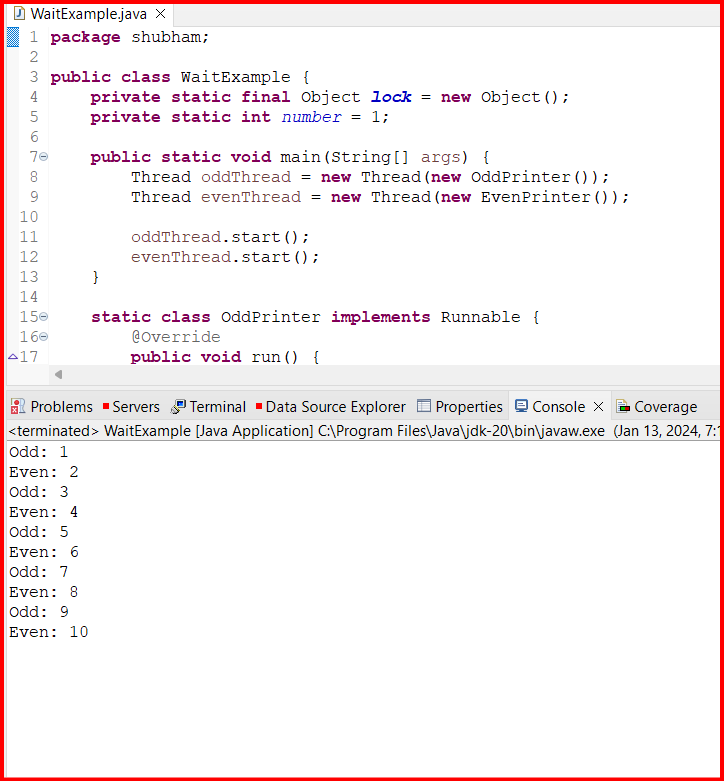 WaitExample.java
1 package shubham;
2
3 public class WaitExample {
4     private static final Object lock = new Object();
5     private static int number = 1;
6
7     public static void main(String[] args) {
8         Thread oddThread = new Thread(new OddPrinter());
9         Thread evenThread = new Thread(new EvenPrinter());
10
11         oddThread.start();
12         evenThread.start();
13     }
14
15     static class OddPrinter implements Runnable {
16         @Override
17         public void run() {
Problems Servers Terminal Data Source Explorer Properties Console Coverage
<terminated> WaitExample [Java Application] C:\Program Files\Java\jdk-20\bin\javaw.exe (Jan 13, 2024, 7:
Odd: 1
Even: 2
Odd: 3
Even: 4
Odd: 5
Even: 6
Odd: 7
Even: 8
Odd: 9
Even: 10